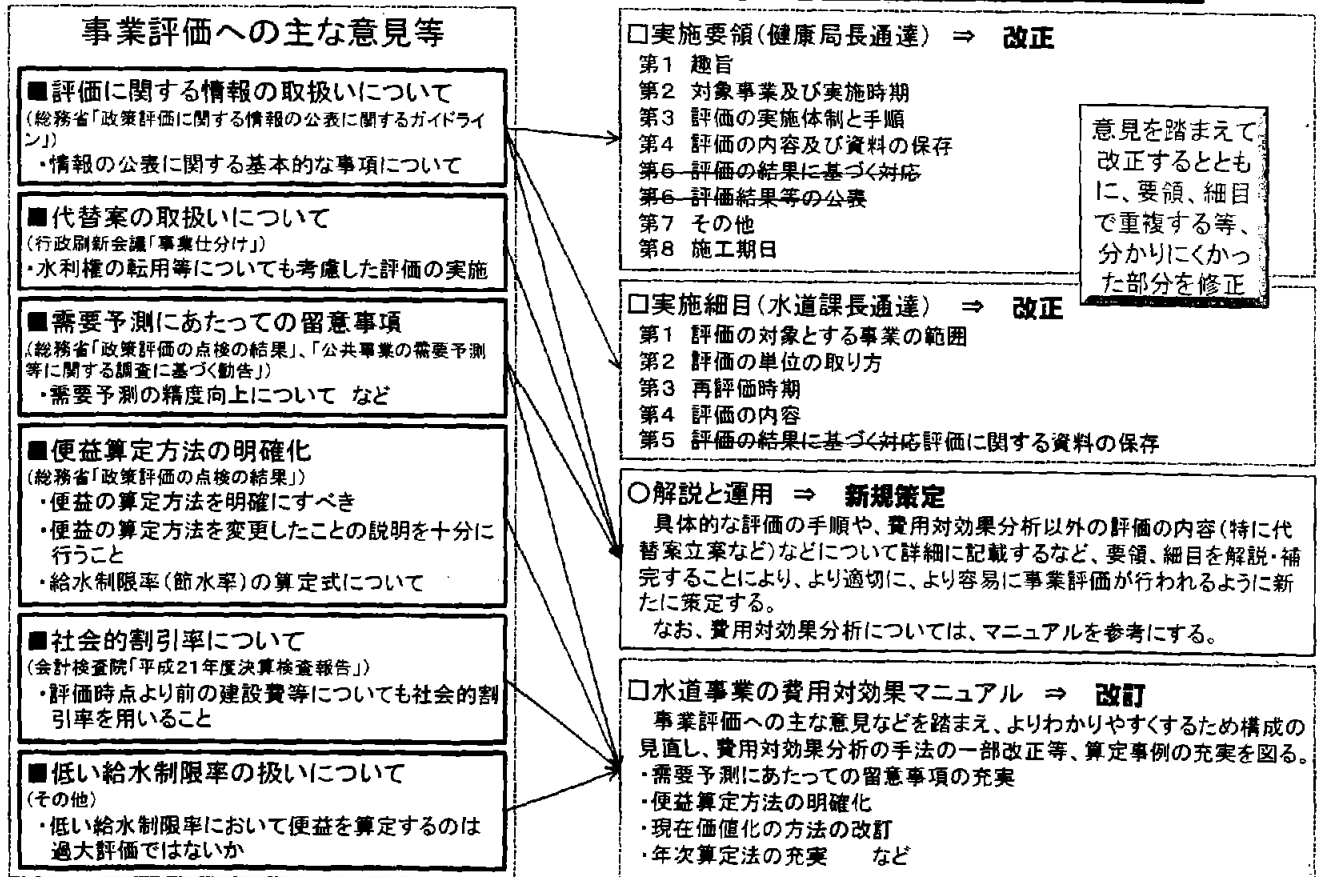 事業評価への主な意見等
■評価に関する情報の取扱いについて
(総務省「政策評価に関する情報の公表に関するガイドライ
ン」)
・情報の公表に関する基本的な事項について
■代替案の取扱いについて
(行政刷新会議「事業仕分け」)
・水利権の転用等についても考慮した評価の実施
■需要予測にあたっての留意事項
(総務省「政策評価の点検の結果」、「公共事業の需要予測
等に関する調査に基づく勧告」)
・需要予測の精度向上について など
■便益算定方法の明確化
(総務省「政策評価の点検の結果」)
・便益の算定方法を明確にすべき
・便益の算定方法を変更したことの説明を十分に
行うこと
・給水制限率(節水率)の算定式について
■社会的割引率について
(会計検査院「平成21年度決算検査報告」)
・評価時点より前の建設費等についても社会的割
引率を用いること
■低い給水制限率の扱いについて
(その他)
・低い給水制限率において便益を算定するのは
過大評価ではないか
□実施要領(健康局長通達) ⇒ 改正
第1 趣旨
第2 対象事業及び実施時期
第3 評価の実施体制と手順
第4 評価の内容及び資料の保存
第5 評価の結果に基づく対応
第6 評価結果等の公表
第7 その他
第8 施工期日
意見を踏まえて
改正するととも
に、要領、細目
で重複する等、
分かりにくかっ
た部分を修正
□実施細目(水道課長通達) ⇒ 改正
第1 評価の対象とする事業の範囲
第2 評価の単位の取り方
第3 再評価時期
第4 評価の内容
第5 評価の結果に基づく対応評価に関する資料の保存
○解説と運用 ⇒ 新規策定
具体的な評価の手順や、費用対効果分析以外の評価の内容(特に代
替案立案など)などについて詳細に記載するなど、要領、細目を解説・補
完することにより、より適切に、より容易に事業評価が行われるように新
たに策定する。
なお、費用対効果分析については、マニュアルを参考にする。
□水道事業の費用対効果マニュアル ⇒ 改訂
事業評価への主な意見などを踏まえ、よりわかりやすくするため構成の
見直し、費用対効果分析の手法の一部改正等、算定事例の充実を図る。
・需要予測にあたっての留意事項の充実
・便益算定方法の明確化
・現在価値化の方法の改訂
・年次算定法の充実 など